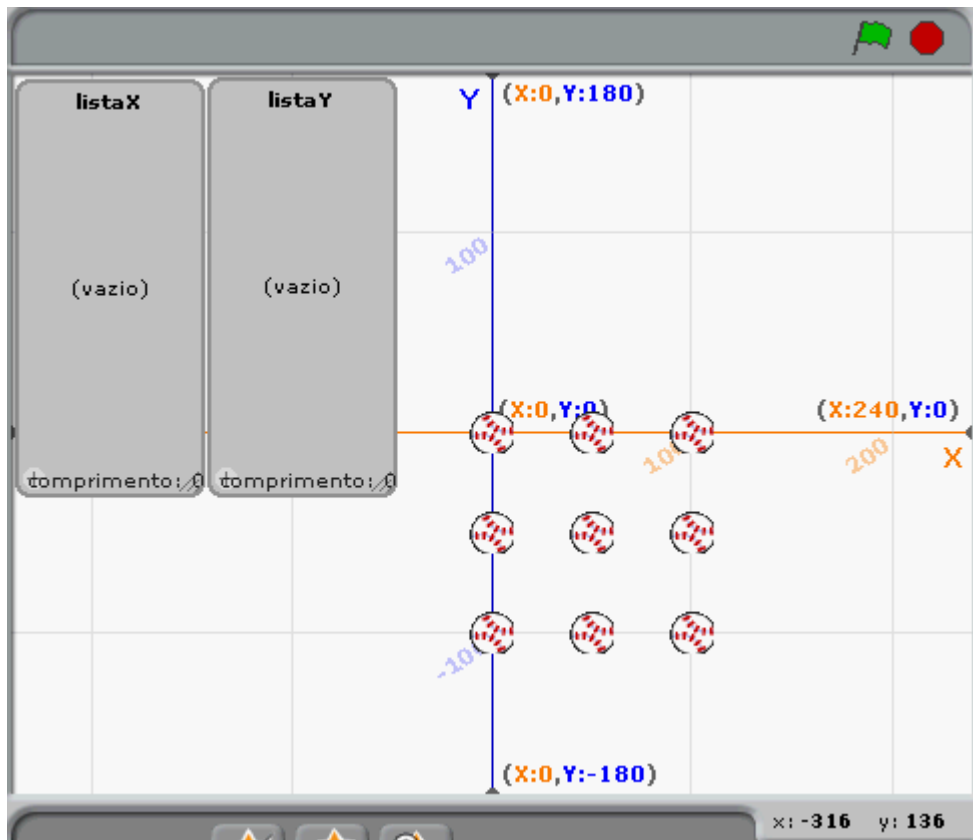 listaX
listaY
Y
(X:0,Y:180)
100
(vazio)
(vazio)
(X:0,Y:0)
(X:240,Y:0)
100
200
X
comprimento: 0
comprimento: 0
-100
(X:0,Y:-180)
x: -316 y: 136